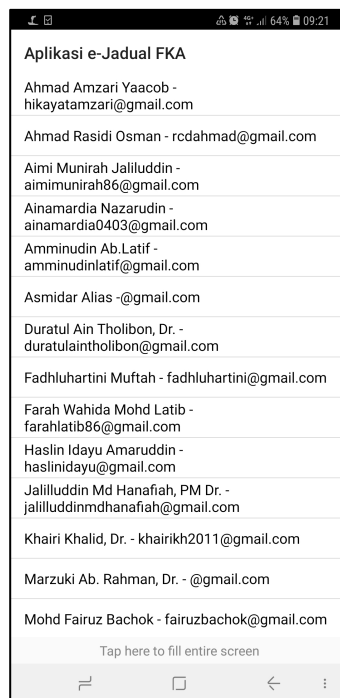 4G+ 64% 09:21
Aplikasi e-Jadual FKA
Ahmad Amzari Yaacob -
hikayatamzari@gmail.com
Ahmad Rasidi Osman - rcdahmad@gmail.com
Aimi Munirah Jaliluddin -
aimimunirah86@gmail.com
Ainamardia Nazarudin -
ainamardia0403@gmail.com
Amminudin Ab.Latif -
amminudinlatif@gmail.com
Asmidar Alias -@gmail.com
Duratul Ain Tholibon, Dr. -
duratulaintholibon@gmail.com
Fadhluhartini Muftah - fadhluhartini@gmail.com
Farah Wahida Mohd Latib -
farahlatib86@gmail.com
Haslin Idayu Amaruddin -
haslinidayu@gmail.com
Jalilluddin Md Hanafiah, PM Dr. -
jalilluddinmdhanafiah@gmail.com
Khairi Khalid, Dr. - khairikh2011@gmail.com
Marzuki Ab. Rahman, Dr. - @gmail.com
Mohd Fairuz Bachok - fairuzbachok@gmail.com
Tap here to fill entire screen